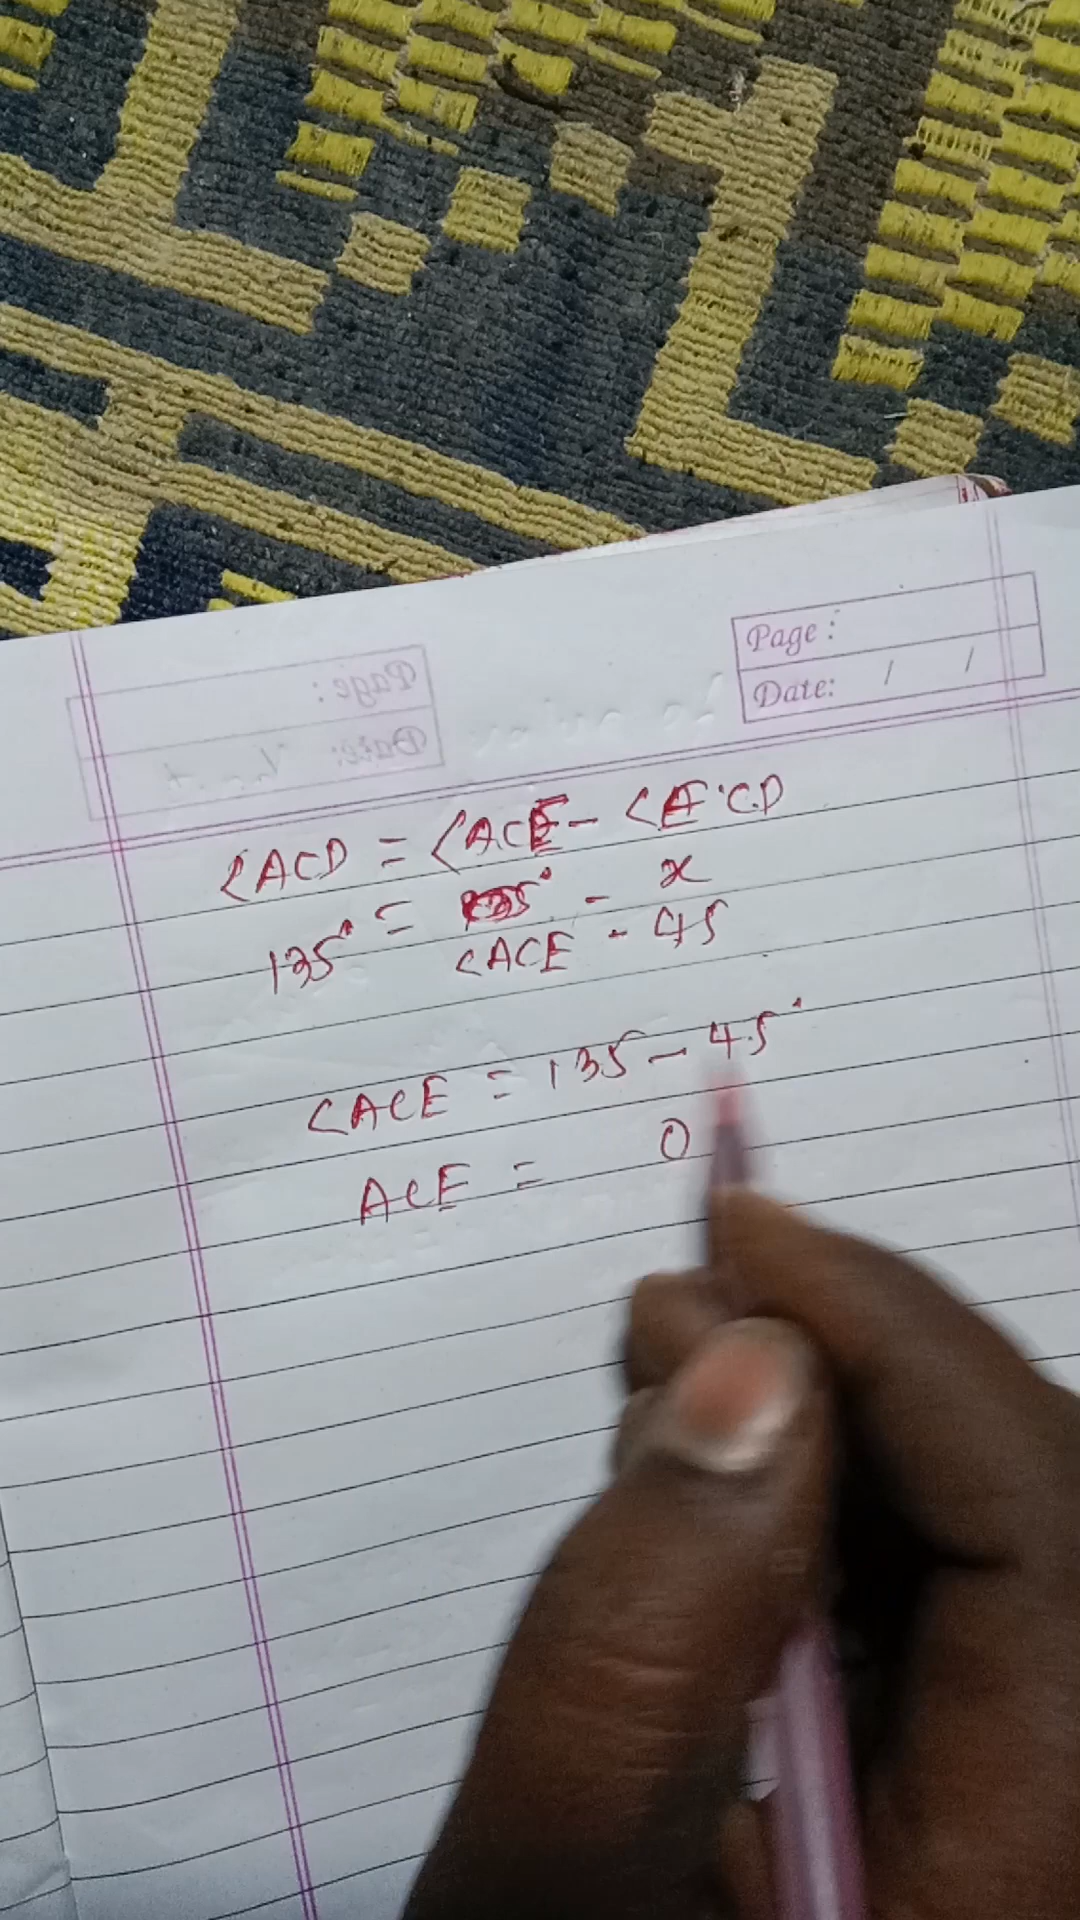 Page:
Date: / /
∠ACD = ∠ACE - ∠ECD
135° = - x
∠ACE - 45
∠ACE = 135 - 45°
ACE = 0